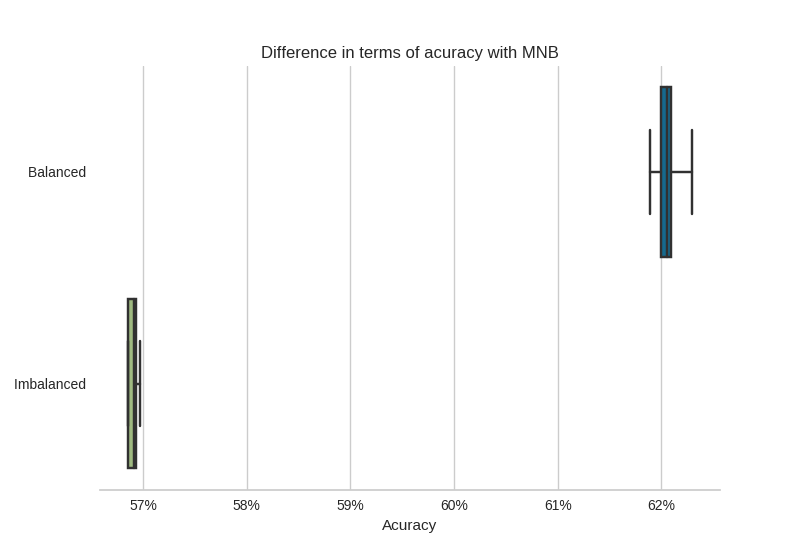 Difference in terms of acuracy with MNB
Balanced
Imbalanced
57% 58% 59% 60% 61% 62%
Acuracy